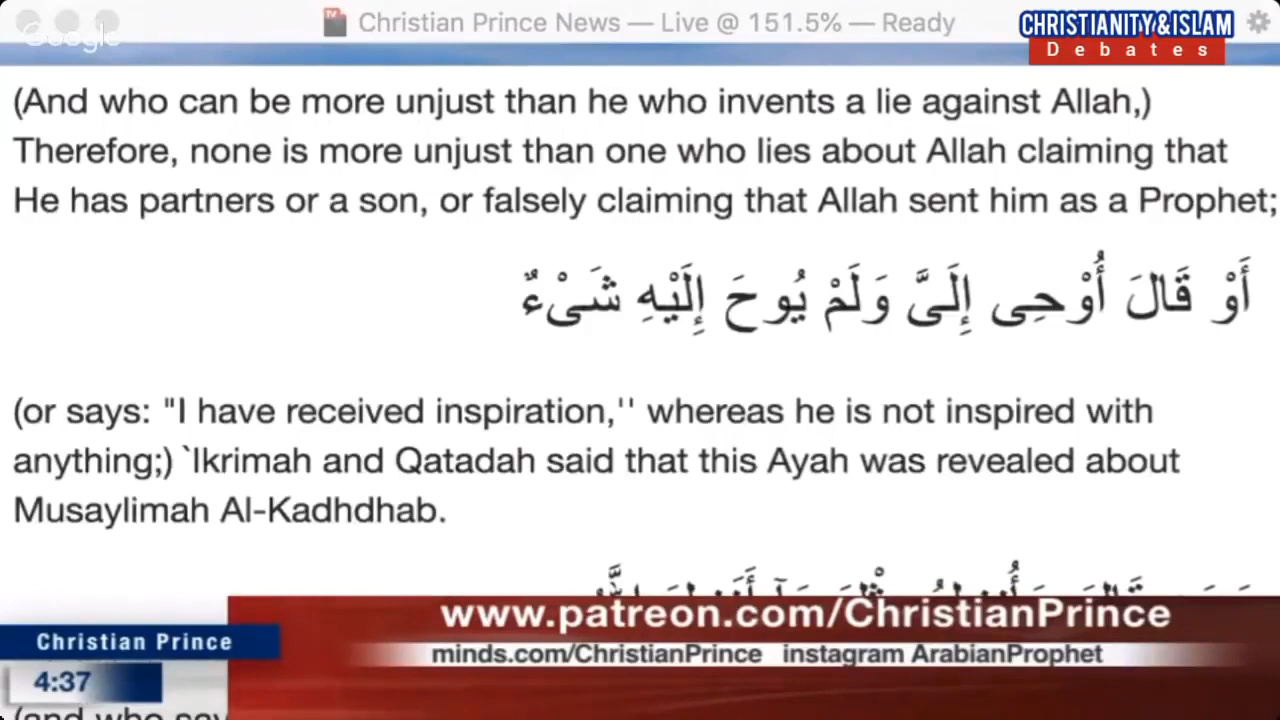 Christian Prince News — Live @ 151.5% — Ready
Google
CHRISTIANITY&ISLAM
Debates
(And who can be more unjust than he who invents a lie against Allah,)
Therefore, none is more unjust than one who lies about Allah claiming that
He has partners or a son, or falsely claiming that Allah sent him as a Prophet;
أَوْ قَالَ أُوْحِى إِلَىَّ وَلَمْ يُوحَ إِلَيْهِ شَىْءٌ
(or says: "I have received inspiration,'' whereas he is not inspired with
anything;) `Ikrimah and Qatadah said that this Ayah was revealed about
Musaylimah Al-Kadhdhab.
www.patreon.com/ChristianPrince
Christian Prince
minds.com/ChristianPrince instagram ArabianProphet
4:37
(and who say